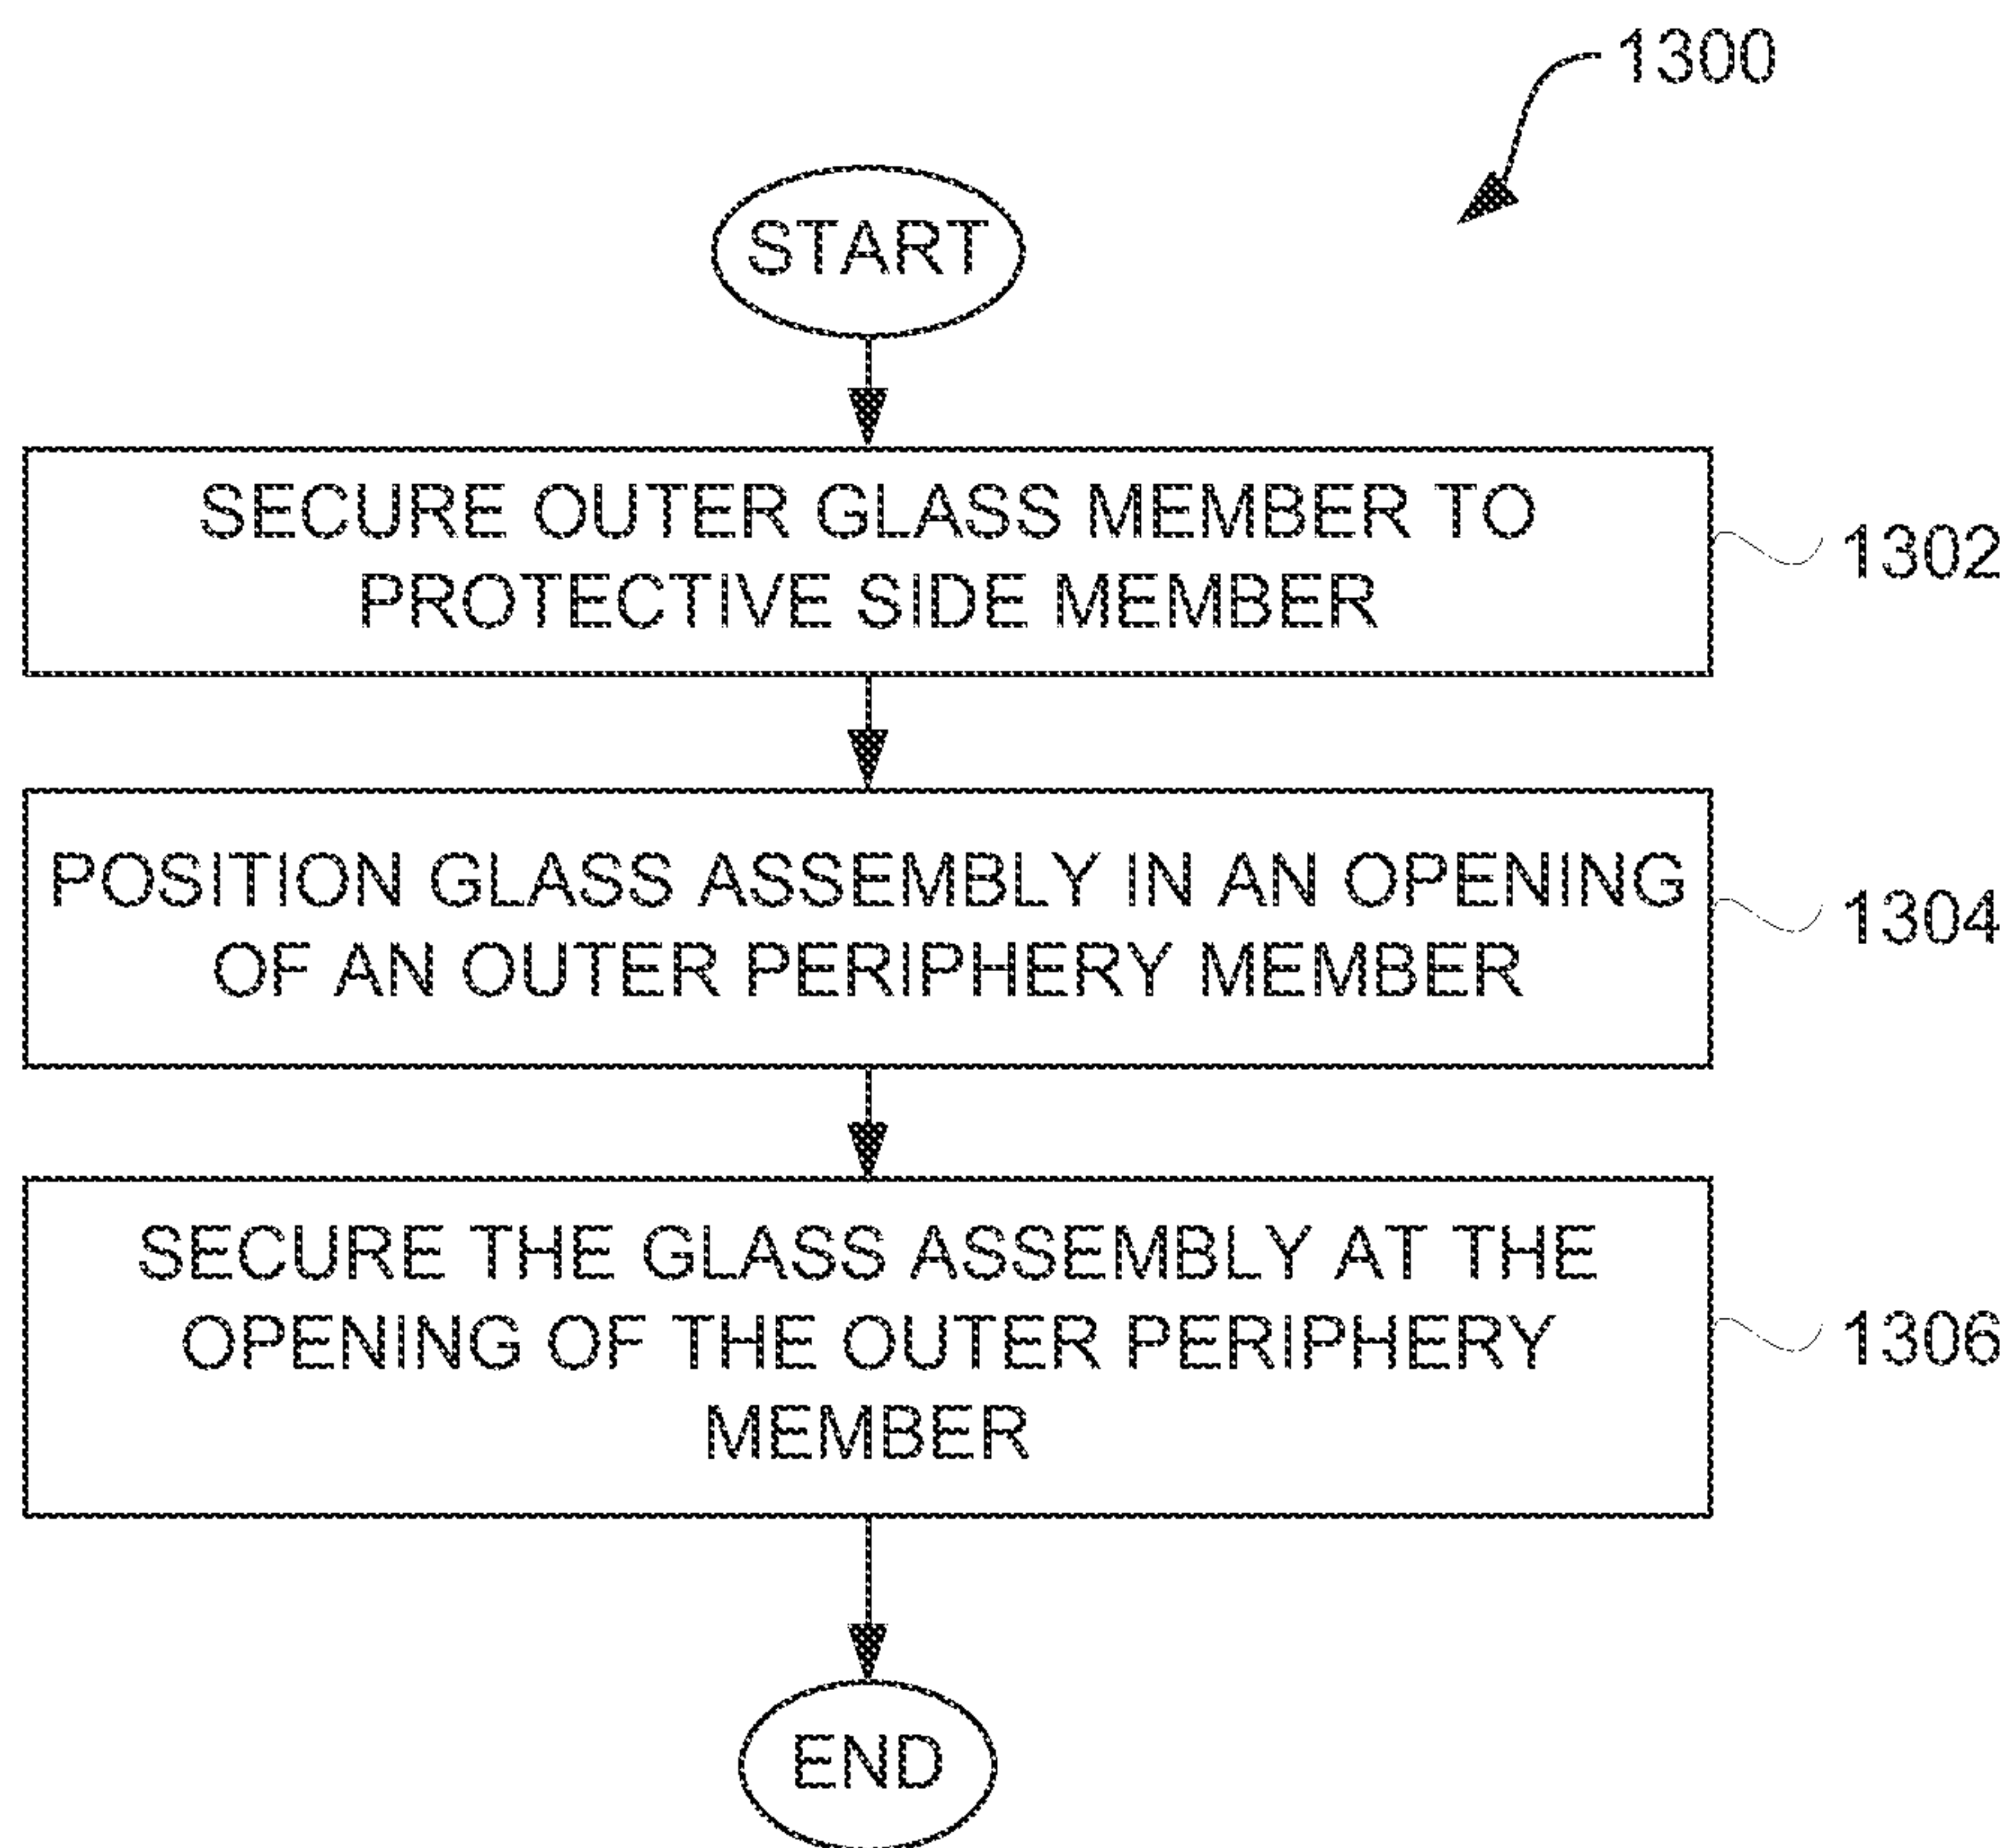 1300
START
SECURE OUTER GLASS MEMBER TO
PROTECTIVE SIDE MEMBER
1302
POSITION GLASS ASSEMBLY IN AN OPENING
OF AN OUTER PERIPHERY MEMBER
1304
SECURE THE GLASS ASSEMBLY AT THE
OPENING OF THE OUTER PERIPHERY
MEMBER
1306
END